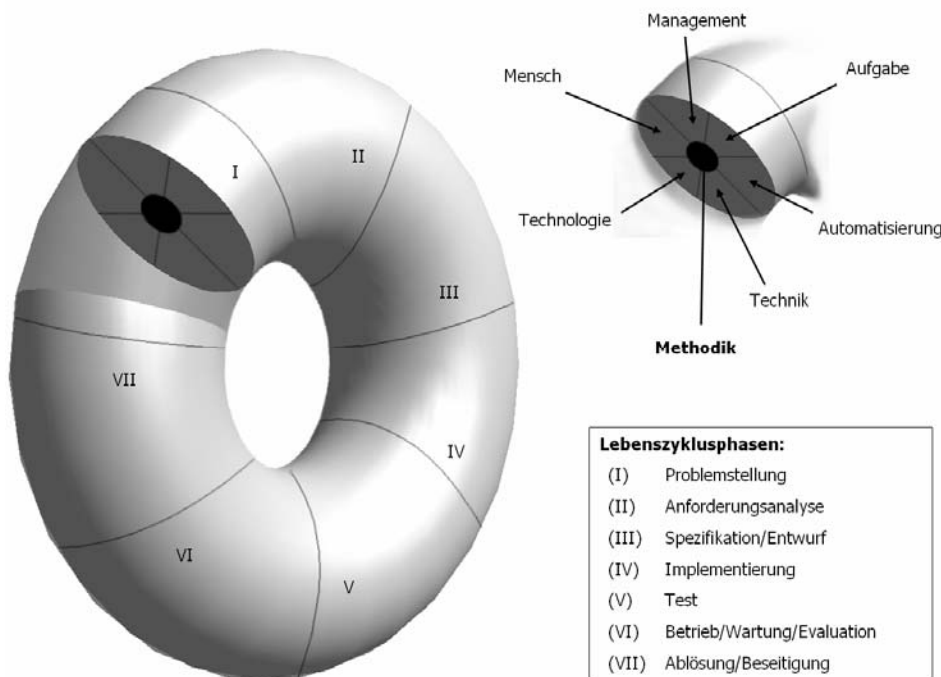 Management
Mensch
Aufgabe
Technologie
Automatisierung
Technik
Methodik
I
II
III
IV
V
VI
VII
Lebenszyklusphasen:
(I) Problemstellung
(II) Anforderungsanalyse
(III) Spezifikation/Entwurf
(IV) Implementierung
(V) Test
(VI) Betrieb/Wartung/Evaluation
(VII) Ablösung/Beseitigung